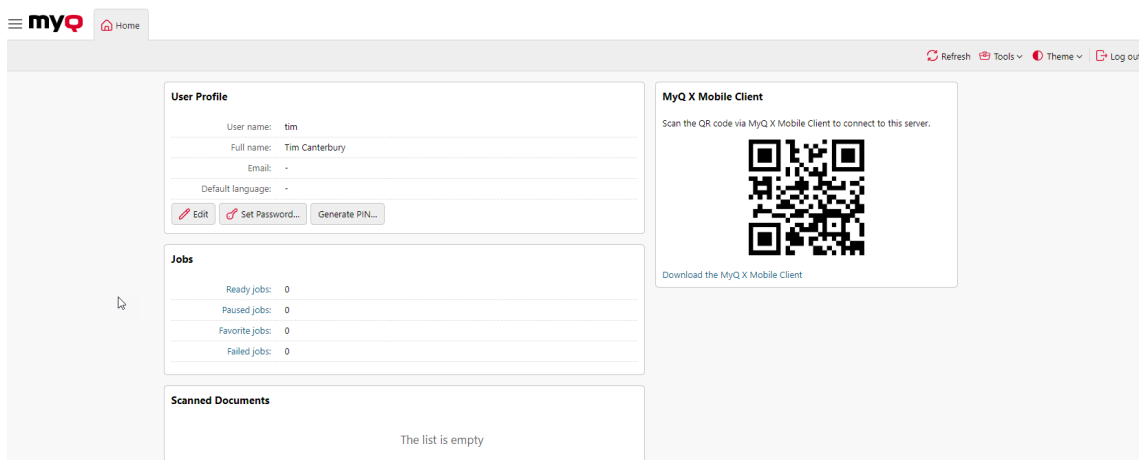 myQ
Home
Refresh Tools Theme Log out
User Profile
User name: tim
Full name: Tim Canterbury
Email: -
Default language: -
Edit Set Password... Generate PIN...
Jobs
Ready jobs: 0
Paused jobs: 0
Favorite jobs: 0
Failed jobs: 0
Scanned Documents
The list is empty
MyQ X Mobile Client
Scan the QR code via MyQ X Mobile Client to connect to this server.
Download the MyQ X Mobile Client